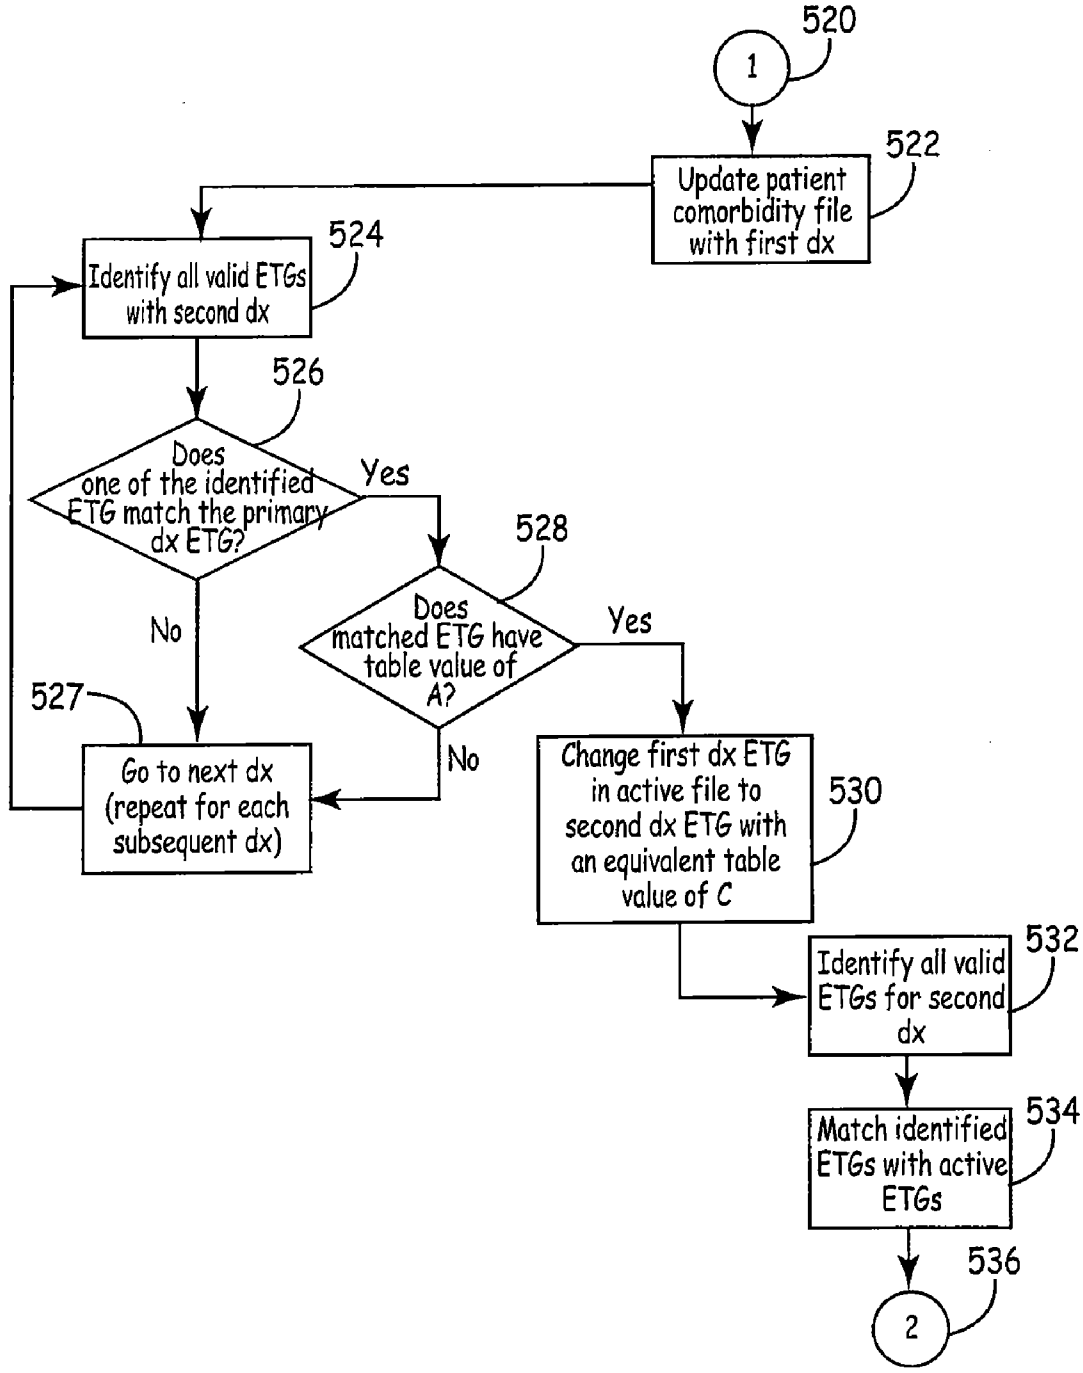 520
1
522
Update patient
comorbidity file
with first dx
524
Identify all valid ETGs
with second dx
526
Does
one of the identified
ETG match the primary
dx ETG?
Yes
No
528
Does
matched ETG have
table value of
A?
Yes
No
527
Go to next dx
(repeat for each
subsequent dx)
530
Change first dx ETG
in active file to
second dx ETG with
an equivalent table
value of C
532
Identify all valid
ETGs for second
dx
534
Match identified
ETGs with active
ETGs
536
2